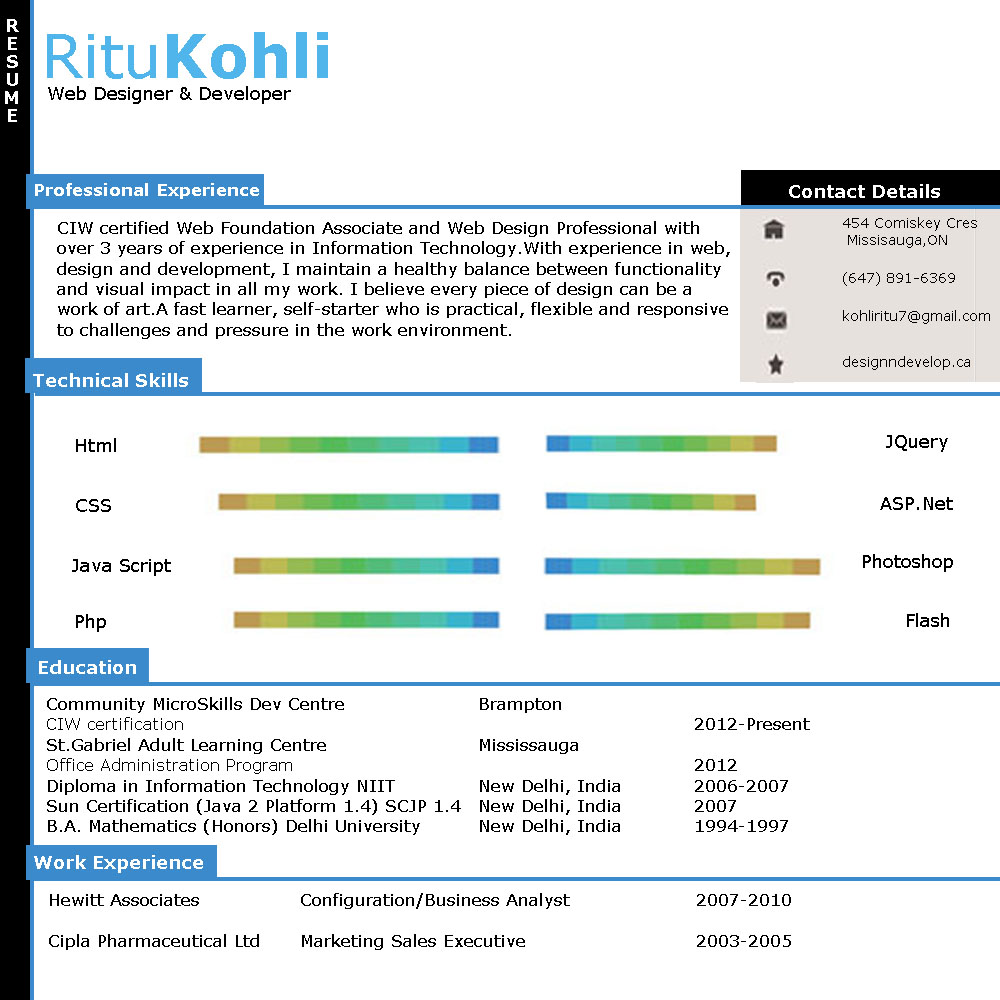 RESUME
RituKohli
Web Designer & Developer
Professional Experience
CIW certified Web Foundation Associate and Web Design Professional with
over 3 years of experience in Information Technology.With experience in web,
design and development, I maintain a healthy balance between functionality
and visual impact in all my work. I believe every piece of design can be a
work of art.A fast learner, self-starter who is practical, flexible and responsive
to challenges and pressure in the work environment.
Contact Details
454 Comiskey Cres
Missisauga,ON
(647) 891-6369
kohliritu7@gmail.com
designndevelop.ca
Technical Skills
Html JQuery
CSS ASP.Net
Java Script Photoshop
Php Flash
Education
Community MicroSkills Dev Centre Brampton
CIW certification 2012-Present
St.Gabriel Adult Learning Centre Mississauga
Office Administration Program 2012
Diploma in Information Technology NIIT New Delhi, India 2006-2007
Sun Certification (Java 2 Platform 1.4) SCJP 1.4 New Delhi, India 2007
B.A. Mathematics (Honors) Delhi University New Delhi, India 1994-1997
Work Experience
Hewitt Associates Configuration/Business Analyst 2007-2010
Cipla Pharmaceutical Ltd Marketing Sales Executive 2003-2005